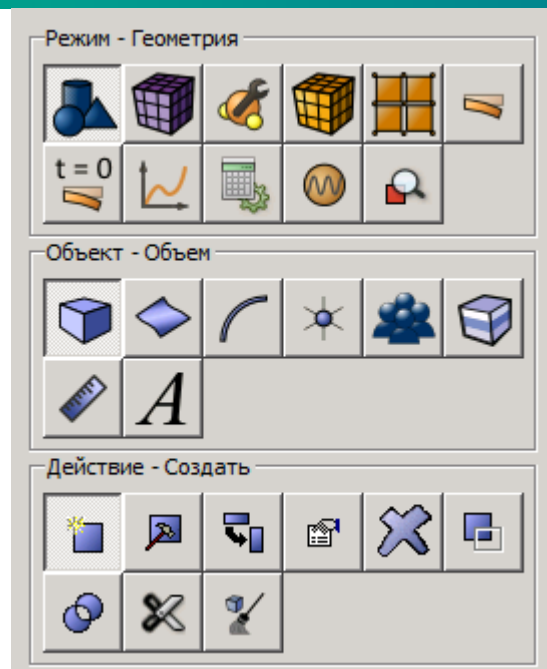 Режим - Геометрия
t = 0
Объект - Объем
A
Действие - Создать